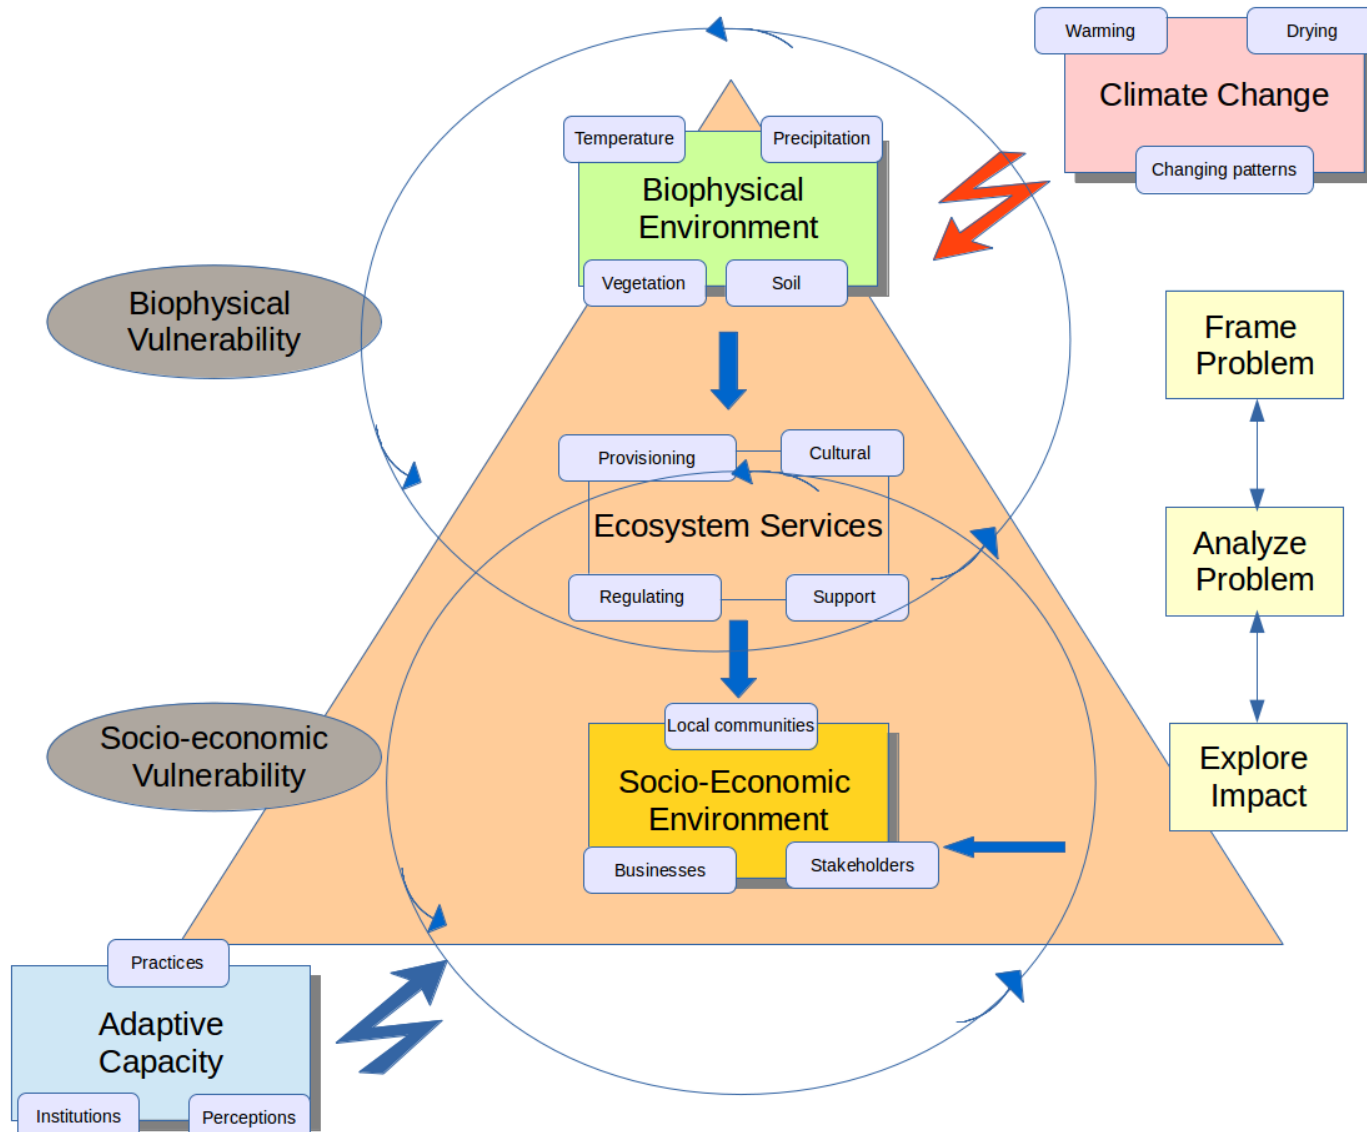 Warming
Drying
Climate Change
Changing patterns
Temperature
Precipitation
Biophysical
Environment
Vegetation
Soil
Biophysical
Vulnerability
Frame
Problem
Provisioning
Cultural
Ecosystem Services
Regulating
Support
Analyze
Problem
Local communities
Socio-economic
Vulnerability
Socio-Economic
Environment
Businesses
Stakeholders
Explore
Impact
Practices
Adaptive
Capacity
Institutions
Perceptions